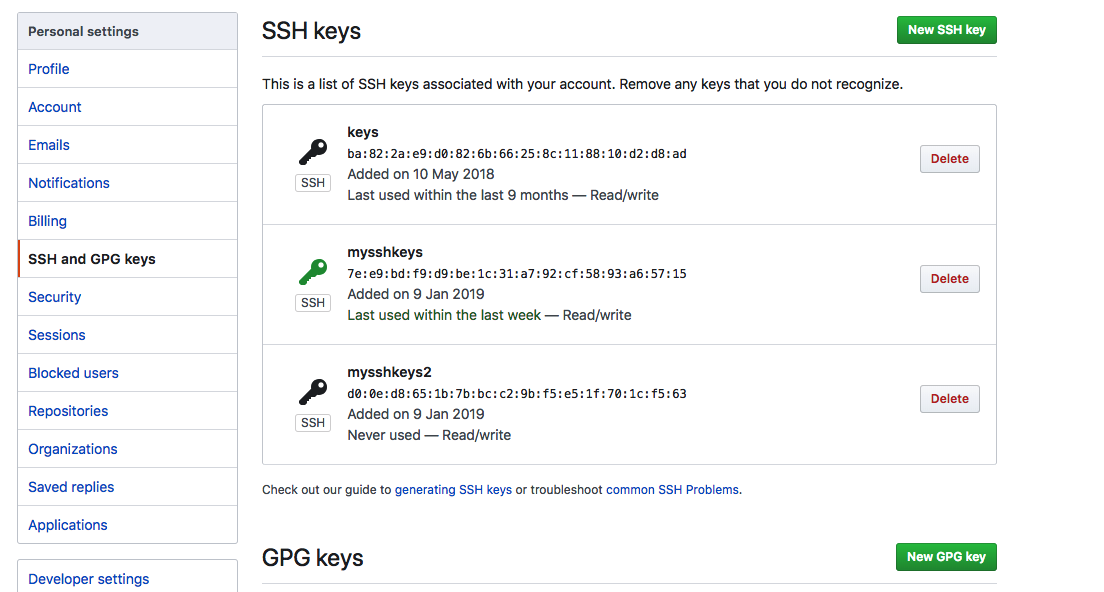 Personal settings
Profile
Account
Emails
Notifications
Billing
SSH and GPG keys
Security
Sessions
Blocked users
Repositories
Organizations
Saved replies
Applications
Developer settings
SSH keys
New SSH key
This is a list of SSH keys associated with your account. Remove any keys that you do not recognize.
keys
ba:82:2a:e9:d0:82:6b:66:25:8c:11:88:10:d2:d8:ad
Added on 10 May 2018
Last used within the last 9 months — Read/write
SSH
Delete
mysshkeys
7e:e9:bd:f9:d9:be:1c:31:a7:92:cf:58:93:a6:57:15
Added on 9 Jan 2019
Last used within the last week — Read/write
SSH
Delete
mysshkeys2
d0:0e:d8:65:1b:7b:bc:c2:9b:f5:e5:1f:70:1c:f5:63
Added on 9 Jan 2019
Never used — Read/write
SSH
Delete
Check out our guide to generating SSH keys or troubleshoot common SSH Problems.
GPG keys
New GPG key